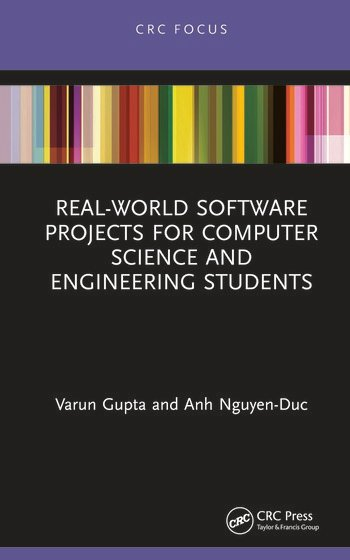 CRC FOCUS
REAL-WORLD SOFTWARE
PROJECTS FOR COMPUTER
SCIENCE AND
ENGINEERING STUDENTS
Varun Gupta and Anh Nguyen-Duc
CRC
CRC Press
Taylor & Francis Group